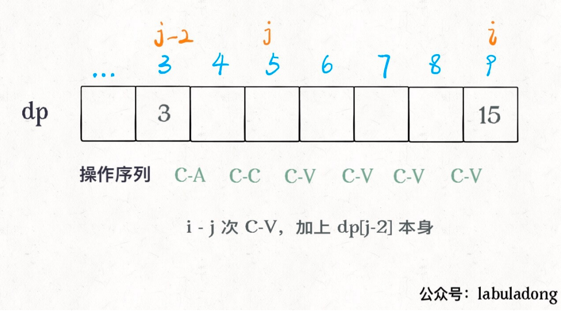 j-2 j i
... 3 4 5 6 7 8 9
dp 3 15
操作序列 C-A C-C C-V C-V C-V C-V
i - j 次 C-V，加上 dp[j-2] 本身
公众号：labuladong